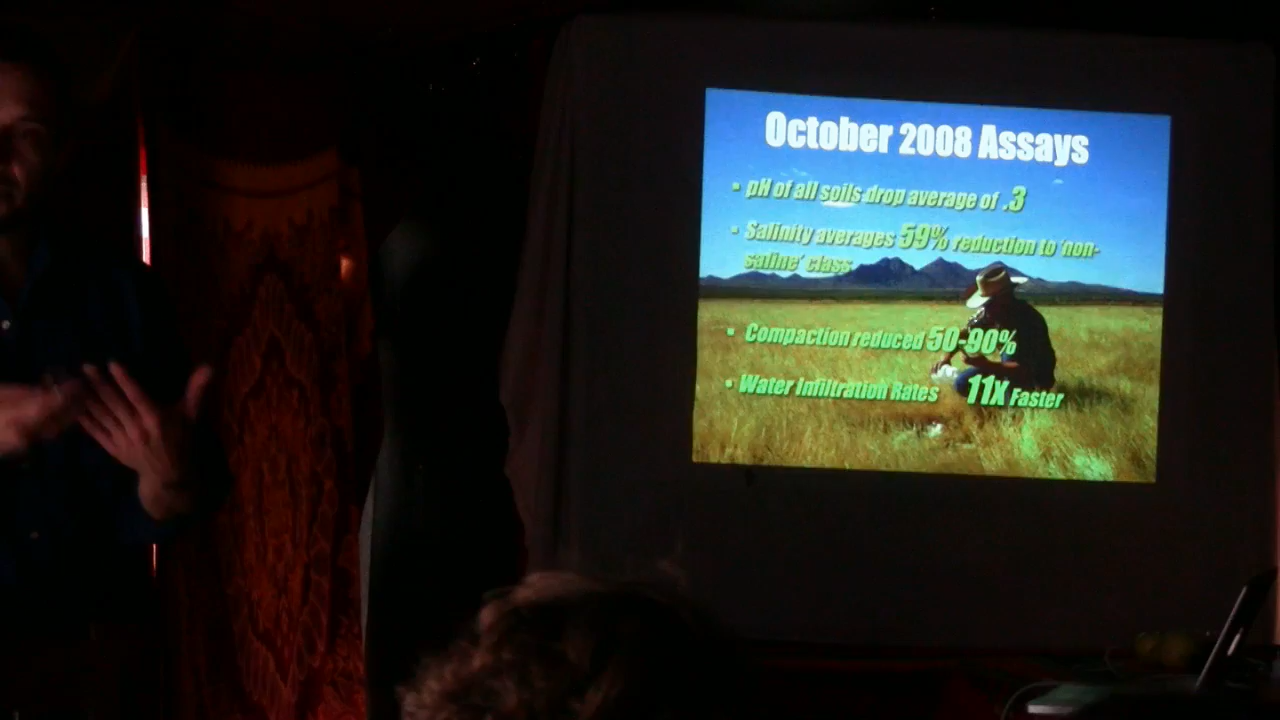 October 2008 Assays
• pH of all soils drop average of .3
• Salinity averages 59% reduction to 'non-
saline' class
• Compaction reduced 50-90%
• Water Infiltration Rates 11x Faster